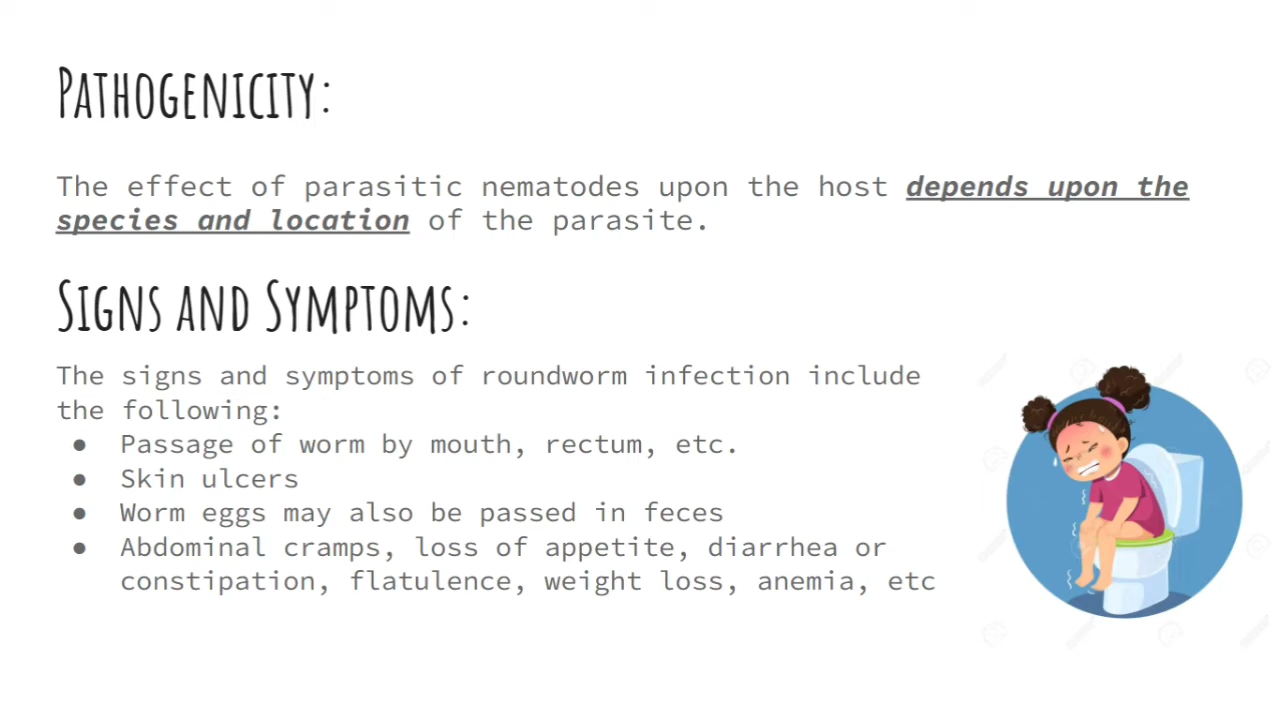 PATHOGENICITY:
The effect of parasitic nematodes upon the host depends upon the
species and location of the parasite.
SIGNS AND SYMPTOMS:
The signs and symptoms of roundworm infection include
the following:
● Passage of worm by mouth, rectum, etc.
● Skin ulcers
● Worm eggs may also be passed in feces
● Abdominal cramps, loss of appetite, diarrhea or
constipation, flatulence, weight loss, anemia, etc